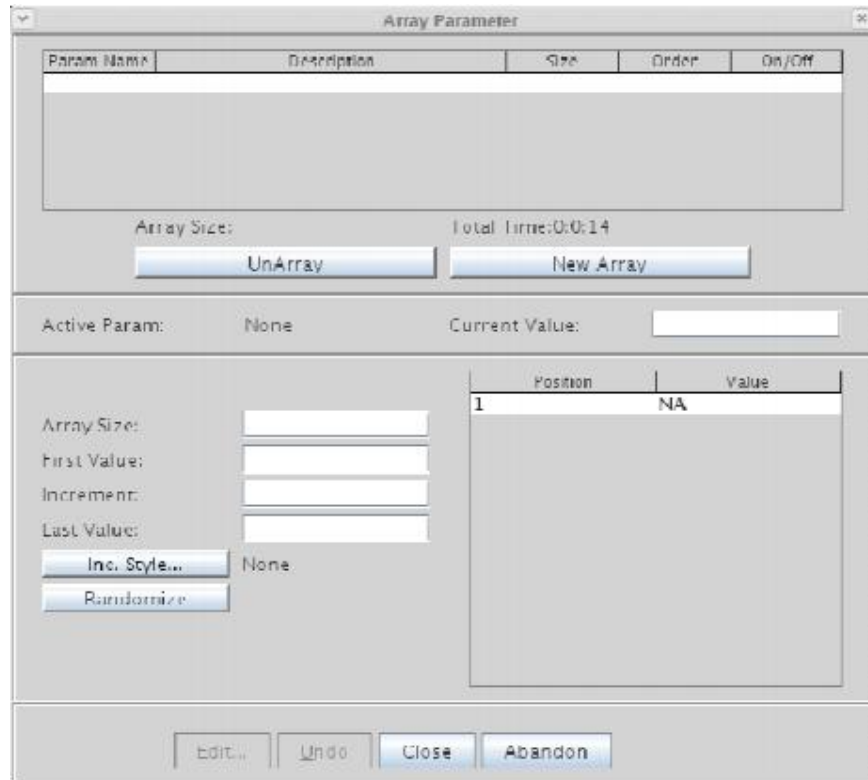 Array Parameter
Param Name Description Size Order On/Off
Array Size: Total Time:0:0:14
UnArray New Array
Active Param: None Current Value:
Position Value
1 NA
Array Size:
First Value:
Increment:
Last Value:
Inc. Style... None
Randomize
Edit... Undo Close Abandon